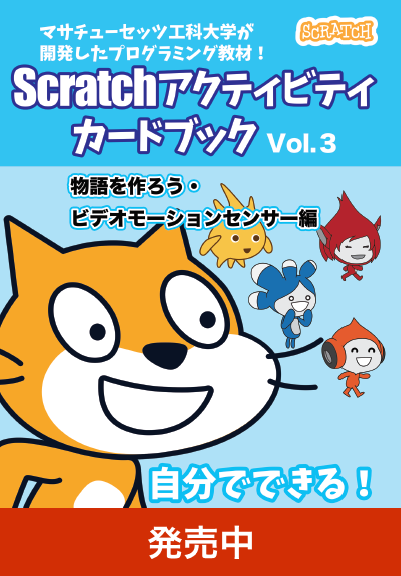 マサチューセッツ工科大学が
開発したプログラミング教材！
SCRATCH
Scratchアクティビティ
カードブック Vol.3
物語を作ろう・
ビデオモーションセンサー編
自分でできる！
発売中